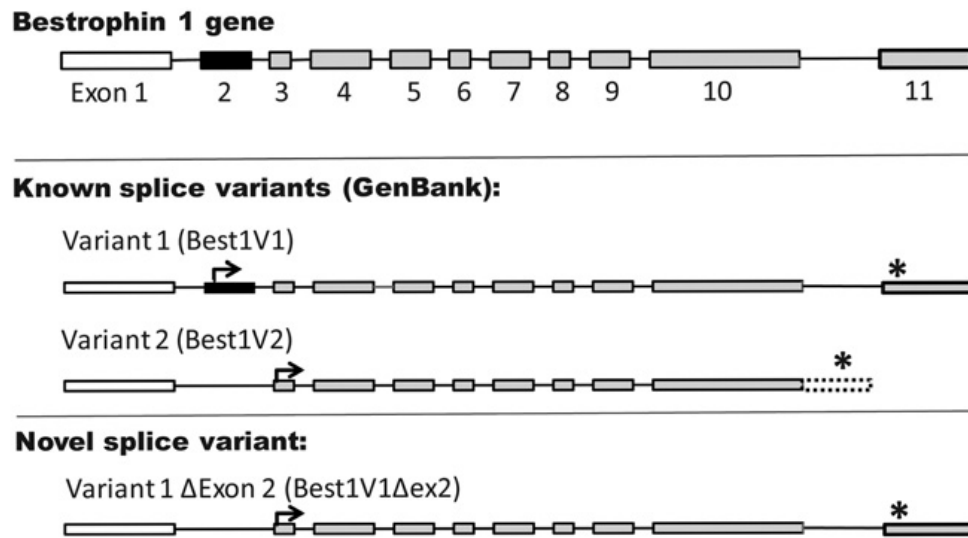 Bestrophin 1 gene
Exon 1 2 3 4 5 6 7 8 9 10 11
Known splice variants (GenBank):
Variant 1 (Best1V1)
*
Variant 2 (Best1V2)
*
Novel splice variant:
Variant 1 ΔExon 2 (Best1V1Δex2)
*